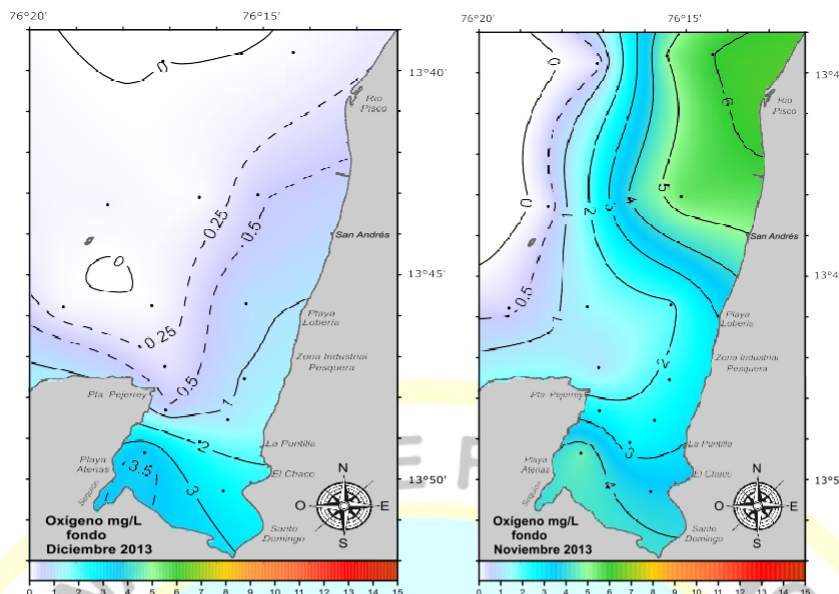 76°20'
76°15'
13°40'
13°45'
13°50'
0
0
0.25
0.5
0.25
0.5
1
2
3
3.5
Rio
Pisco
San Andrés
Playa
Lobería
Zona Industrial
Pesquera
Pta. Pejerrey
La Puntilla
El Chaco
Playa
Atenas
Sequión
Santo
Domingo
N
O
E
S
Oxígeno mg/L
fondo
Diciembre 2013
0 1 2 3 4 5 6 7 8 9 10 11 12 13 14 15
76°20'
76°15'
13°4
13°4
13°5
0
0
0.5
1
1
2
3
4
5
6
2
3
4
Rio
Pisco
San Andrés
Playa
Lobería
Zona Industrial
Pesquera
Pta. Pejerrey
La Puntilla
El Chaco
Playa
Atenas
Sequión
Santo
Domingo
N
O
E
S
Oxígeno mg/L
fondo
Noviembre 2013
0 1 2 3 4 5 6 7 8 9 10 11 12 13 14 15